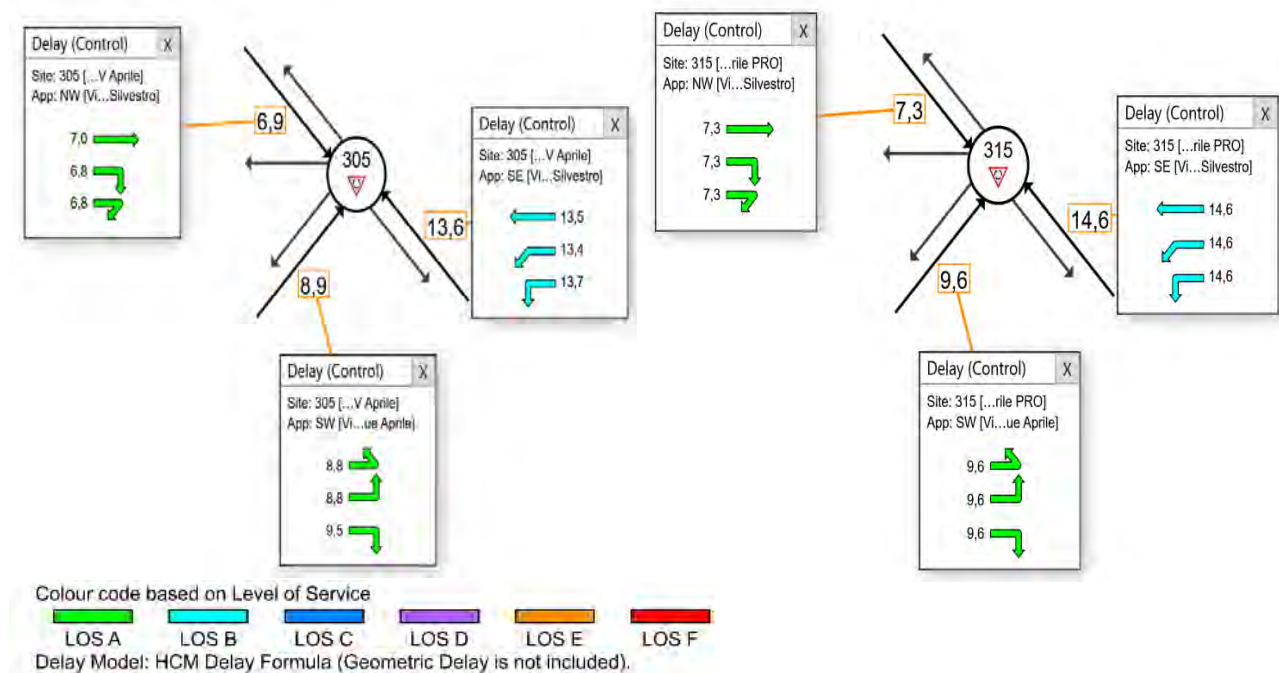 Delay (Control) X
Site: 305 [...V Aprile]
App: NW [Vi...Silvestro]
7,0
6,8
6,8
6,9
305
Delay (Control) X
Site: 305 [...V Aprile]
App: SE [Vi...Silvestro]
13,5
13,4
13,7
13,6
8,9
Delay (Control) X
Site: 305 [...V Aprile]
App: SW [Vi...ue Aprile]
8,8
8,8
9,5
Delay (Control) X
Site: 315 [...rile PRO]
App: NW [Vi...Silvestro]
7,3
7,3
7,3
7,3
315
Delay (Control) X
Site: 315 [...rile PRO]
App: SE [Vi...Silvestro]
14,6
14,6
14,6
14,6
9,6
Delay (Control) X
Site: 315 [...rile PRO]
App: SW [Vi...ue Aprile]
9,6
9,6
9,6
Colour code based on Level of Service
LOS A LOS B LOS C LOS D LOS E LOS F
Delay Model: HCM Delay Formula (Geometric Delay is not included).